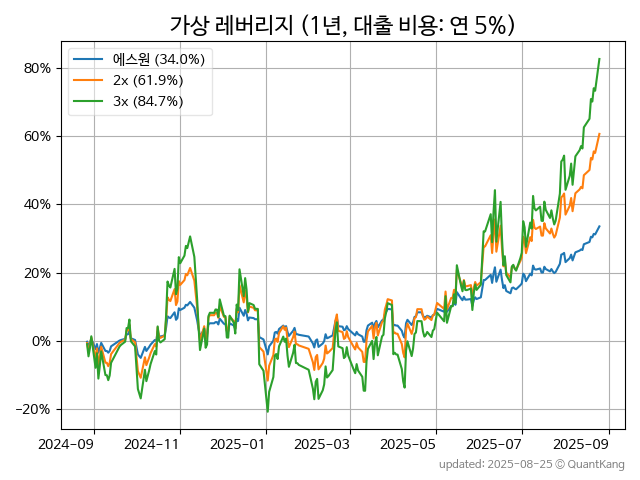 가상 레버리지 (1년, 대출 비용: 연 5%)
에스원 (34.0%)
2x (61.9%)
3x (84.7%)
80%
60%
40%
20%
0%
−20%
2024-09 2024-11 2025-01 2025-03 2025-05 2025-07 2025-09
updated: 2025-08-25 © QuantKang